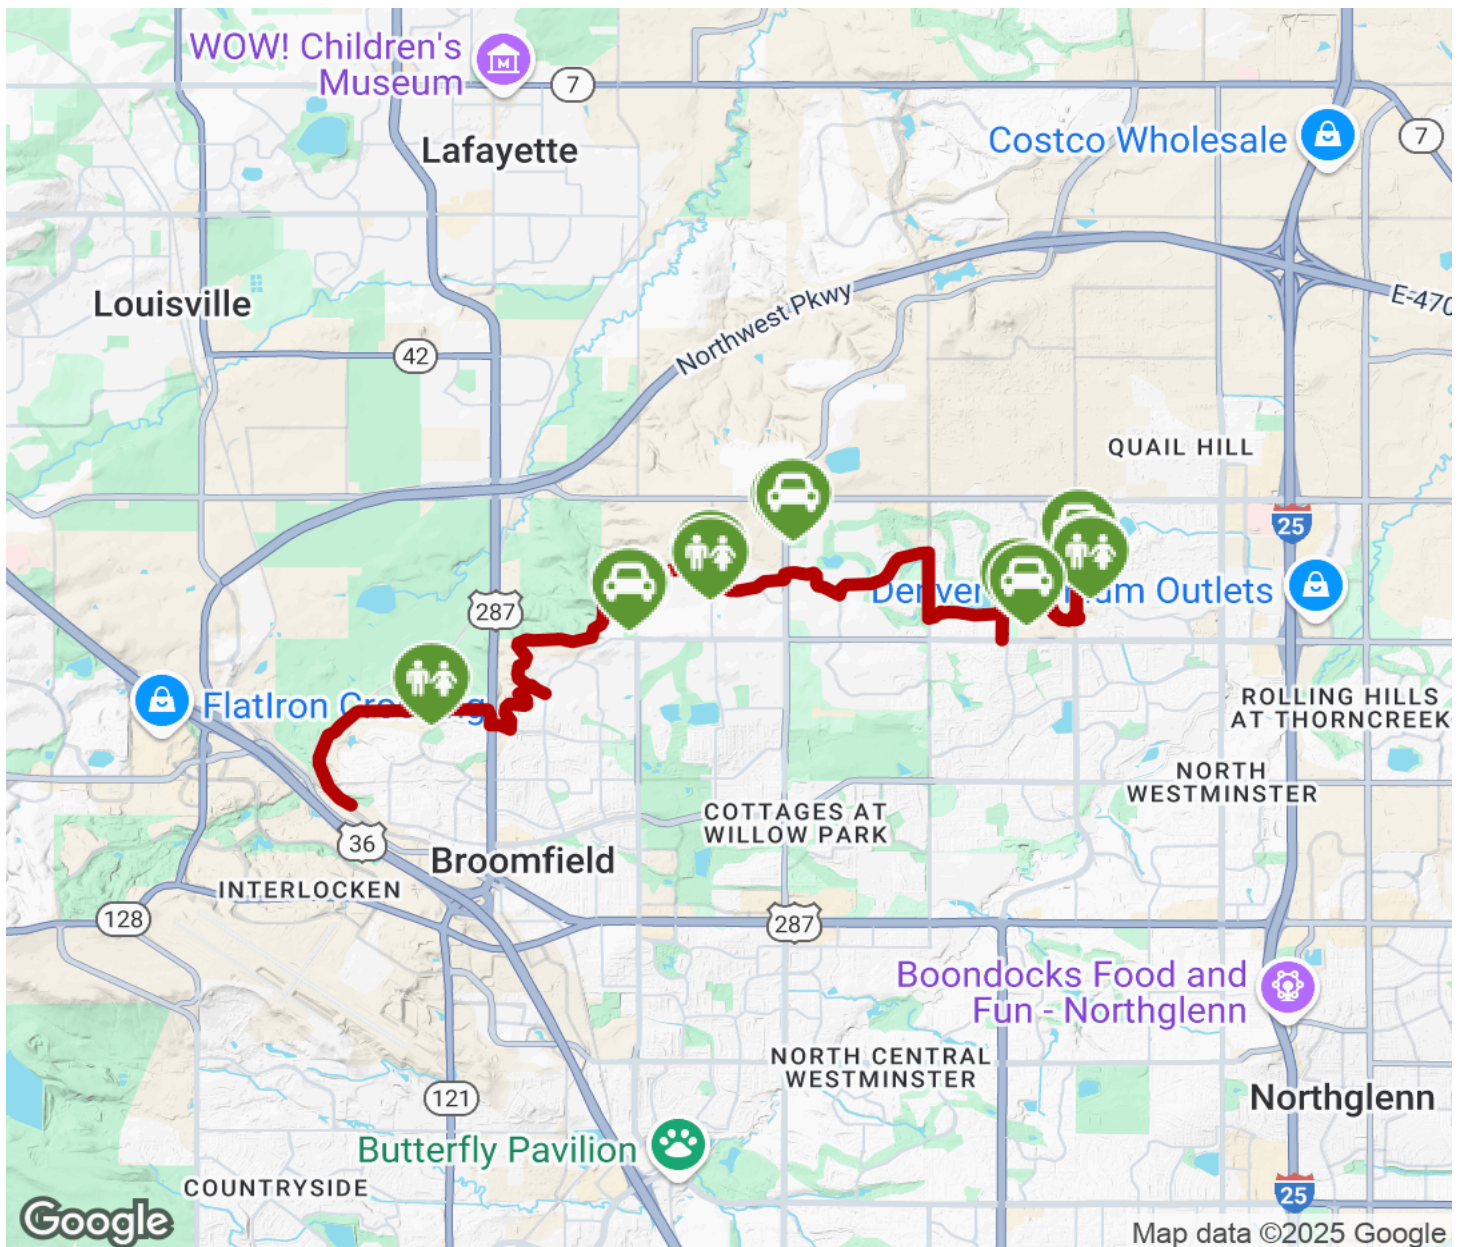 WOW! Children's
Museum
7
Lafayette
Costco Wholesale
7
Louisville
Northwest Pkwy
E-470
42
QUAIL HILL
25
287
Outlets
FlatIron
ROLLING HILLS
AT THORNCREEK
NORTH
WESTMINSTER
COTTAGES AT
WILLOW PARK
36
Broomfield
INTERLOCKEN
128
287
Boondocks Food and
Fun - Northglenn
NORTH CENTRAL
WESTMINSTER
121
Northglenn
Butterfly Pavilion
COUNTRYSIDE
25
Google
Map data ©2025 Google